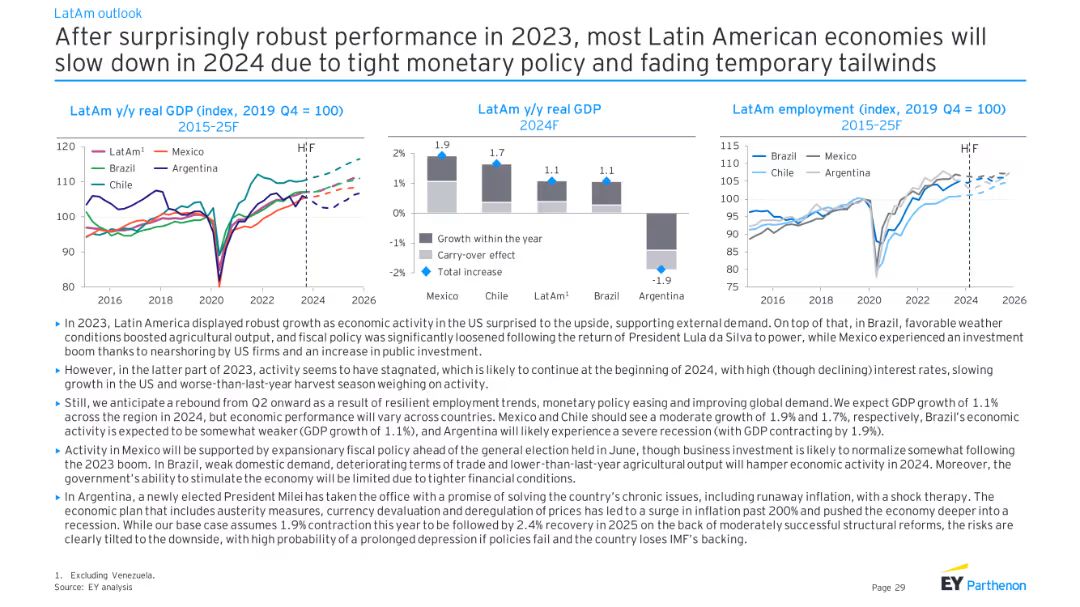 LatAm outlook
After surprisingly robust performance in 2023, most Latin American economies will
slow down in 2024 due to tight monetary policy and fading temporary tailwinds
LatAm y/y real GDP (index, 2019 Q4 = 100)
2015-25F
120
110
100
90
80
H F
LatAm¹
Mexico
Brazil
Argentina
Chile
2016
2018
2020
2022
2024
2026
LatAm y/y real GDP
2024F
2%
1%
0%
-1%
-2%
1.9
1.7
1.1
1.1
-1.9
Growth within the year
Carry-over effect
Total increase
Mexico
Chile
LatAm¹
Brazil
Argentina
LatAm employment (index, 2019 Q4 = 100)
2015-25F
115
110
105
100
95
90
85
80
75
H F
Brazil
Mexico
Chile
Argentina
2016
2018
2020
2022
2024
2026
▸ In 2023, Latin America displayed robust growth as economic activity in the US surprised to the upside, supporting external demand. On top of that, in Brazil, favorable weather
conditions boosted agricultural output, and fiscal policy was significantly loosened following the return of President Lula da Silva to power, while Mexico experienced an investment
boom thanks to nearshoring by US firms and an increase in public investment.
▸ However, in the latter part of 2023, activity seems to have stagnated, which is likely to continue at the beginning of 2024, with high (though declining) interest rates, slowing
growth in the US and worse-than-last-year harvest season weighing on activity.
▸ Still, we anticipate a rebound from Q2 onward as a result of resilient employment trends, monetary policy easing and improving global demand. We expect GDP growth of 1.1%
across the region in 2024, but economic performance will vary across countries. Mexico and Chile should see a moderate growth of 1.9% and 1.7%, respectively, Brazil's economic
activity is expected to be somewhat weaker (GDP growth of 1.1%), and Argentina will likely experience a severe recession (with GDP contracting by 1.9%).
▸ Activity in Mexico will be supported by expansionary fiscal policy ahead of the general election held in June, though business investment is likely to normalize somewhat following
the 2023 boom. In Brazil, weak domestic demand, deteriorating terms of trade and lower-than-last-year agricultural output will hamper economic activity in 2024. Moreover, the
government's ability to stimulate the economy will be limited due to tighter financial conditions.
▸ In Argentina, a newly elected President Milei has taken the office with a promise of solving the country's chronic issues, including runaway inflation, with a shock therapy. The
economic plan that includes austerity measures, currency devaluation and deregulation of prices has led to a surge in inflation past 200% and pushed the economy deeper into a
recession. While our base case assumes 1.9% contraction this year to be followed by 2.4% recovery in 2025 on the back of moderately successful structural reforms, the risks are
clearly tilted to the downside, with high probability of a prolonged depression if policies fail and the country loses IMF's backing.
1. Excluding Venezuela.
Source: EY analysis
Page 29
EY Parthenon